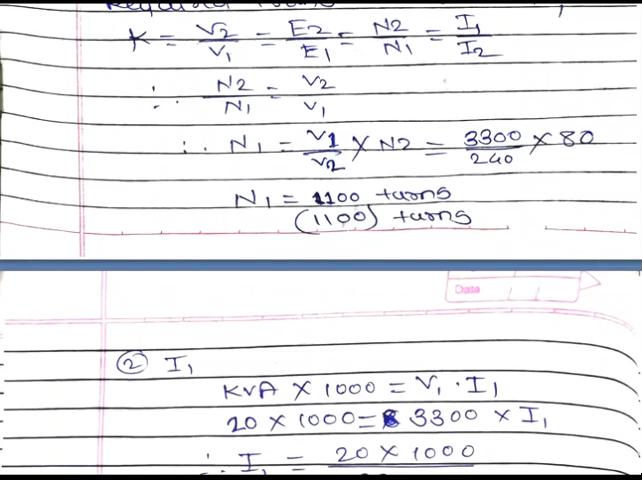 K = V2/V1 = E2/E1 = N2/N1 = I1/I2
∴ N2/N1 = V2/V1
∴ N1 = V1/V2 × N2 = 3300/240 × 80
N1 = 1100 turns
(1100) turns
Date
② I1
KVA × 1000 = V1 · I1
20 × 1000 = 3300 × I1
∴ I1 = 20 × 1000